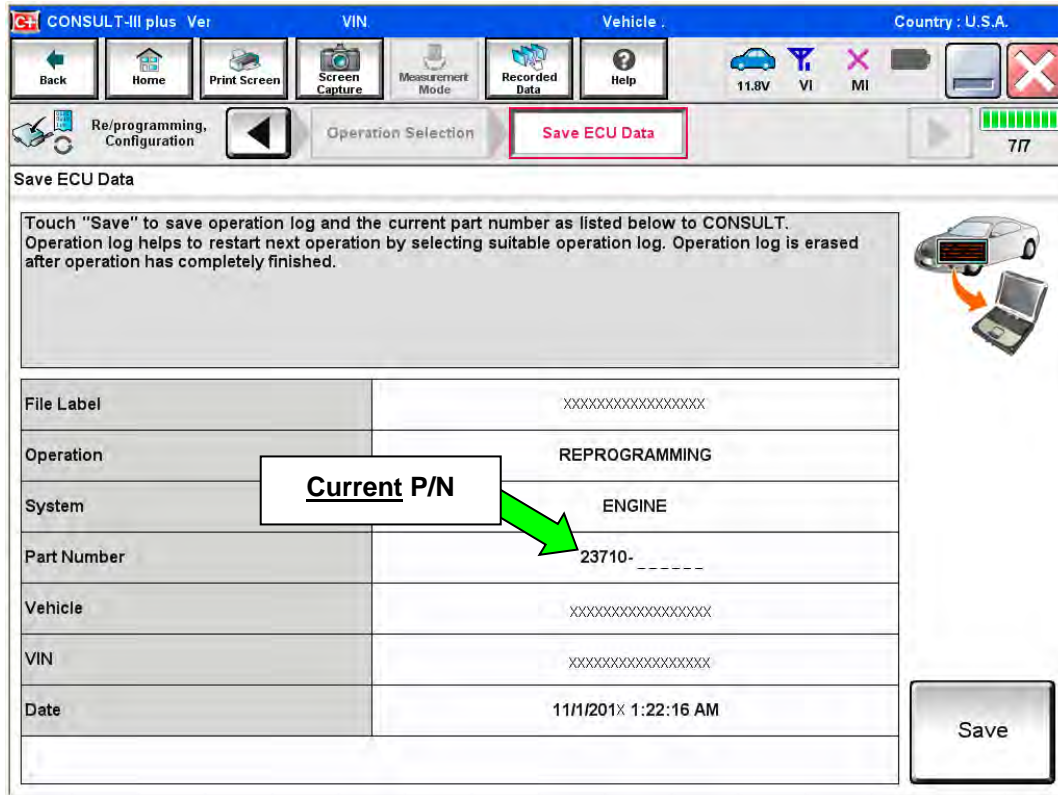 C+ CONSULT-III plus Ver VIN. Vehicle . Country : U.S.A.
Back
Home
Print Screen
Screen Capture
Measurement Mode
Recorded Data
Help
11.8V
VI
MI
Re/programming, Configuration
Operation Selection
Save ECU Data
7/7
Save ECU Data
Touch "Save" to save operation log and the current part number as listed below to CONSULT.
Operation log helps to restart next operation by selecting suitable operation log. Operation log is erased
after operation has completely finished.
File Label XXXXXXXXXXXXXXXXX
Operation REPROGRAMMING
Current P/N
System ENGINE
Part Number 23710-______
Vehicle XXXXXXXXXXXXXXXXX
VIN XXXXXXXXXXXXXXXXX
Date 11/1/201X 1:22:16 AM
Save